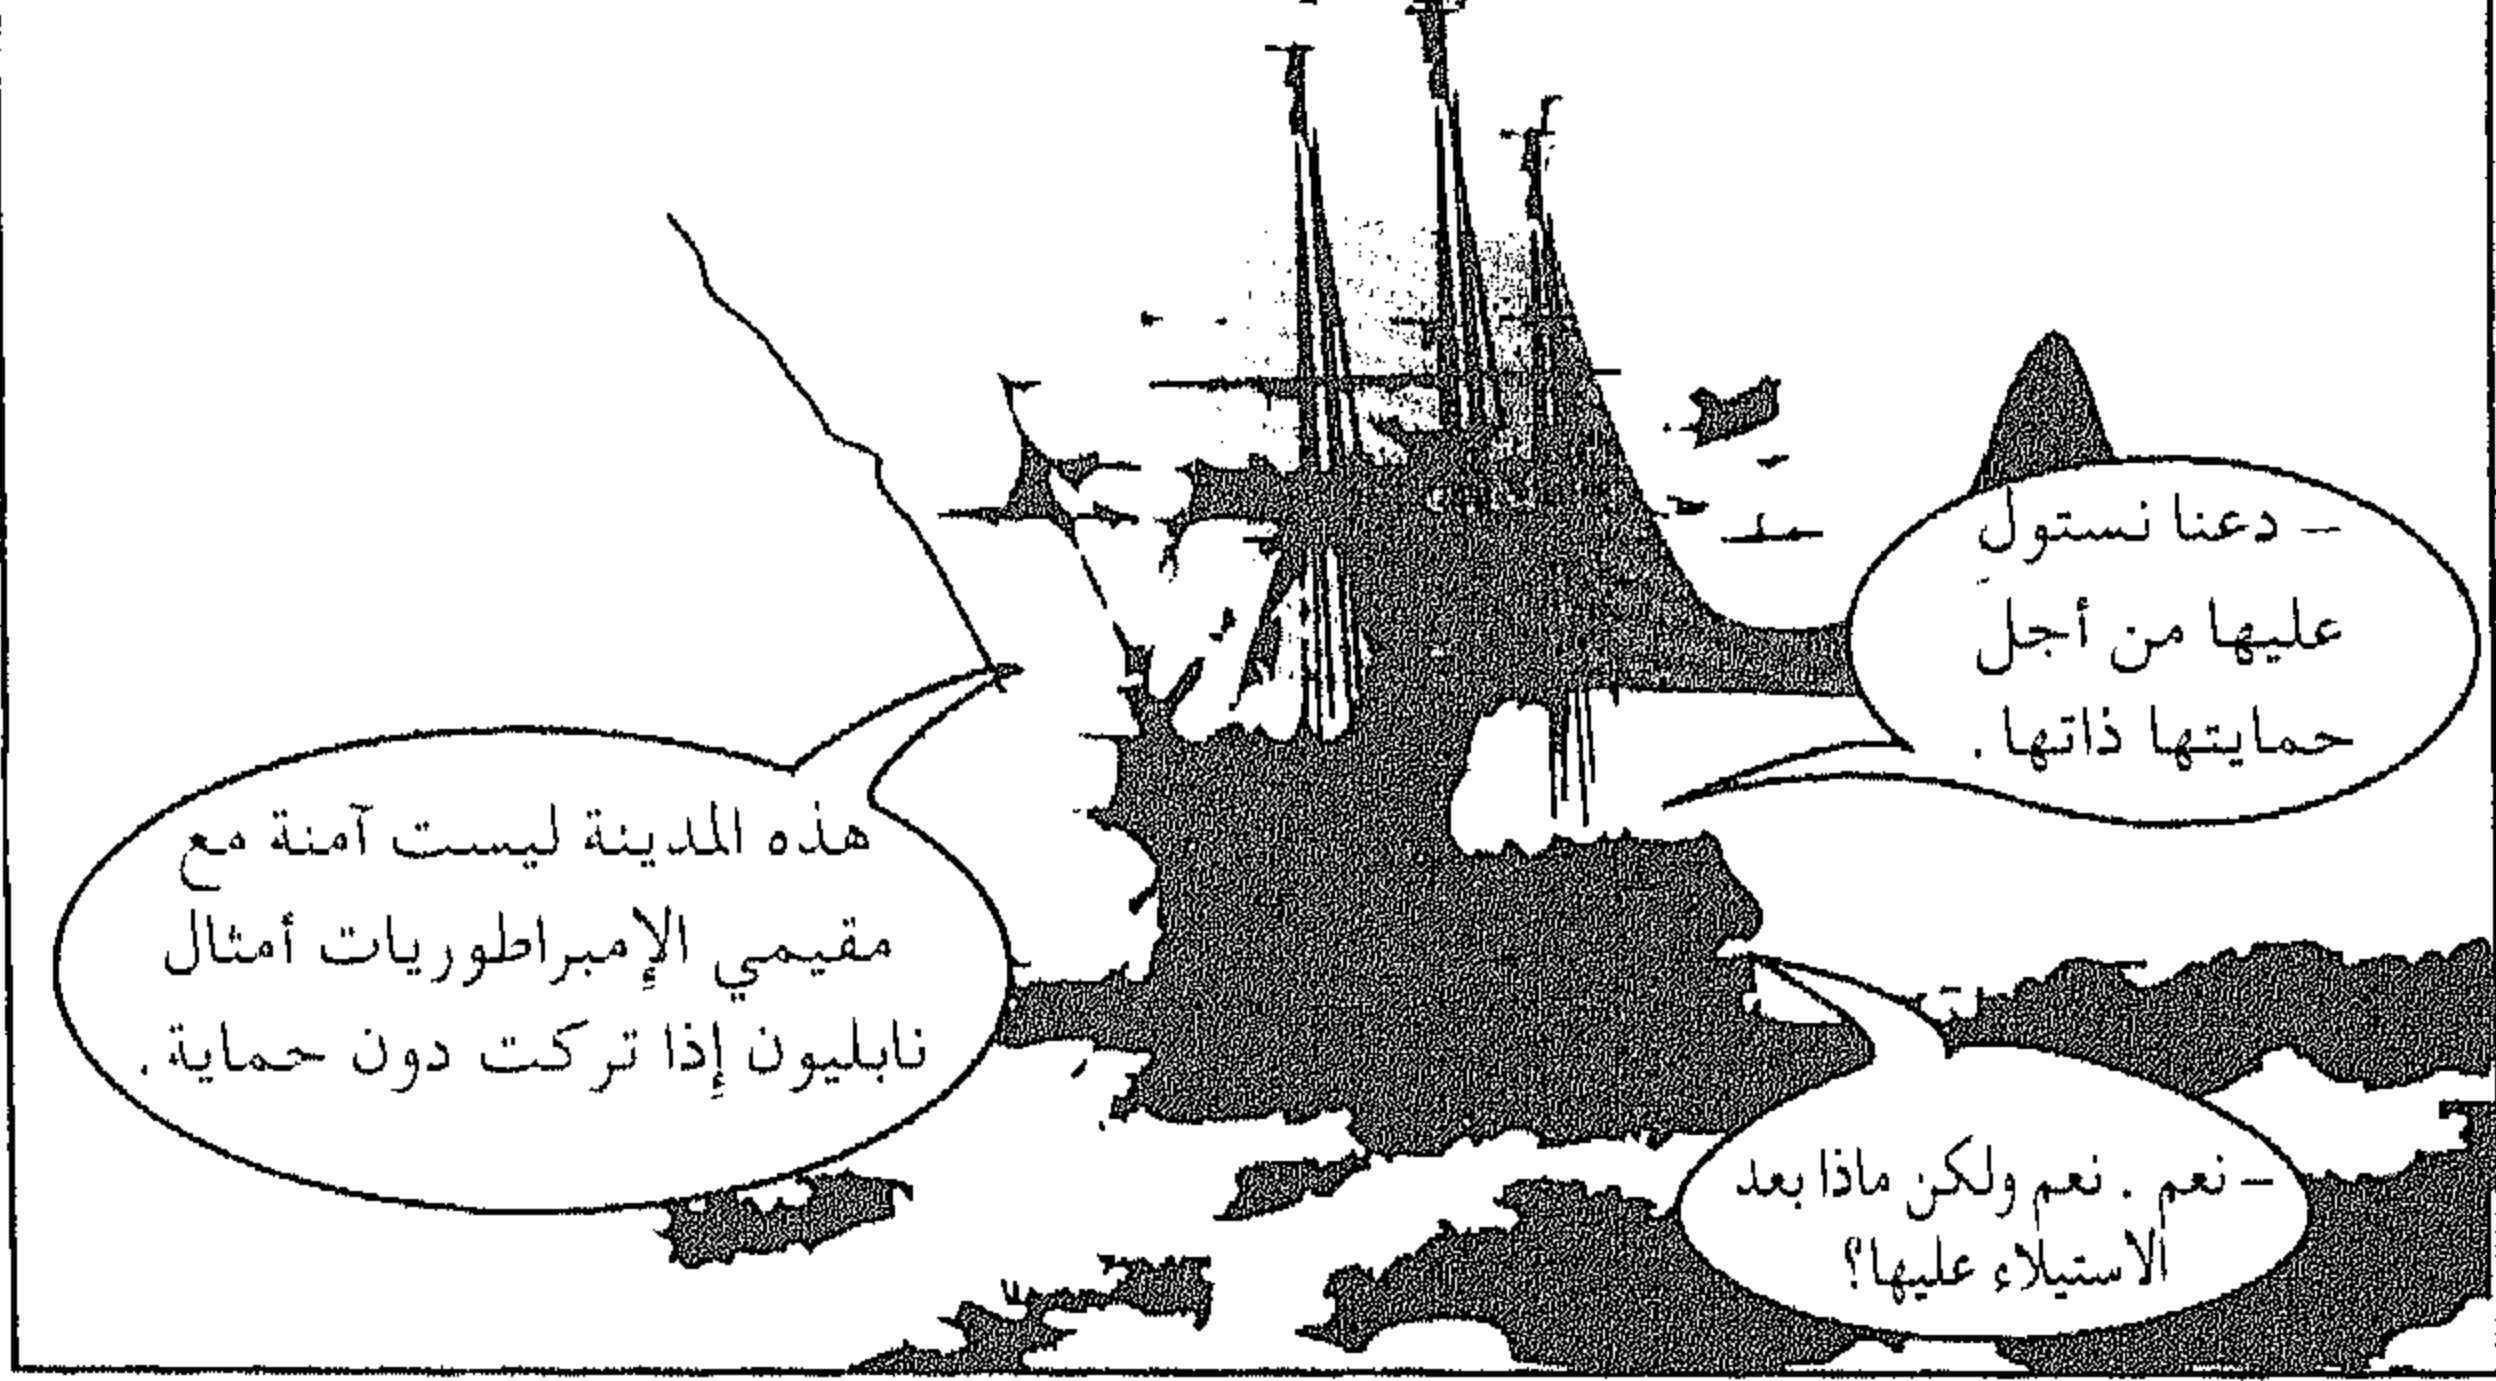 – دعنا نستول
عليها من أجل
حمايتها ذاتها .
هذه المدينة ليست آمنة مع
مقيمي الإمبراطوريات أمثال
نابليون إذا تركت دون حماية .
– نعم . نعم ولكن ماذا بعد
الاستيلاء عليها؟